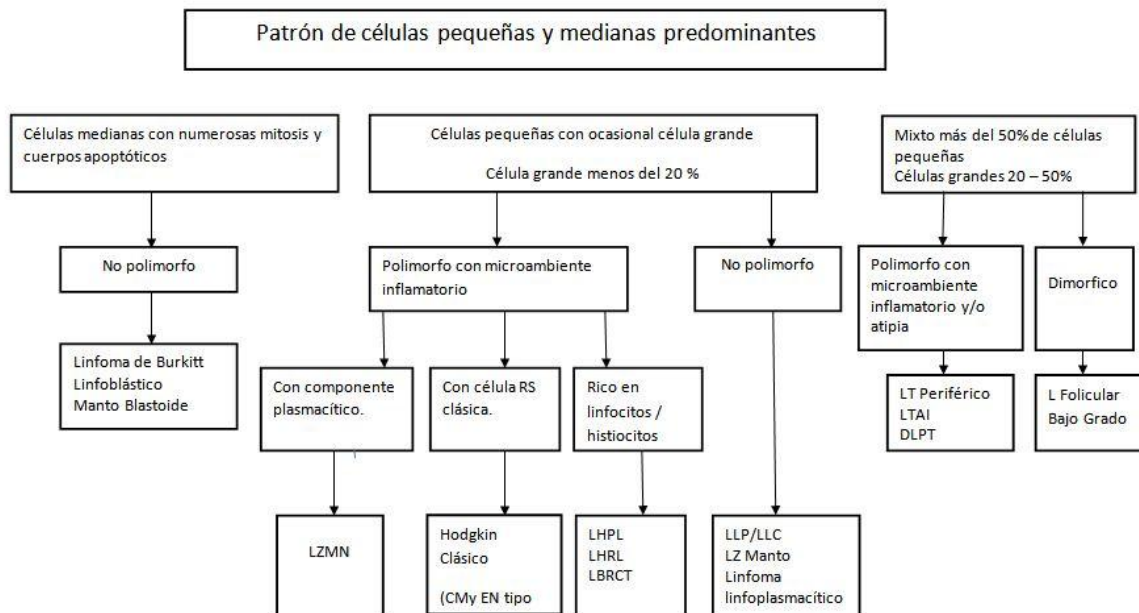 Patrón de células pequeñas y medianas predominantes
Células medianas con numerosas mitosis y
cuerpos apoptóticos
Células pequeñas con ocasional célula grande
Célula grande menos del 20 %
Mixto más del 50% de células
pequeñas
Células grandes 20 – 50%
No polimorfo
Polimorfo con microambiente
inflamatorio
No polimorfo
Polimorfo con
microambiente
inflamatorio y/o
atipia
Dimorfico
Linfoma de Burkitt
Linfoblástico
Manto Blastoide
Con componente
plasmacítico.
Con célula RS
clásica.
Rico en
linfocitos /
histiocitos
LT Periférico
LTAI
DLPT
L Folicular
Bajo Grado
LZMN
Hodgkin
Clásico
(CMy EN tipo
LHPL
LHRL
LBRCT
LLP/LLC
LZ Manto
Linfoma
linfoplasmacítico